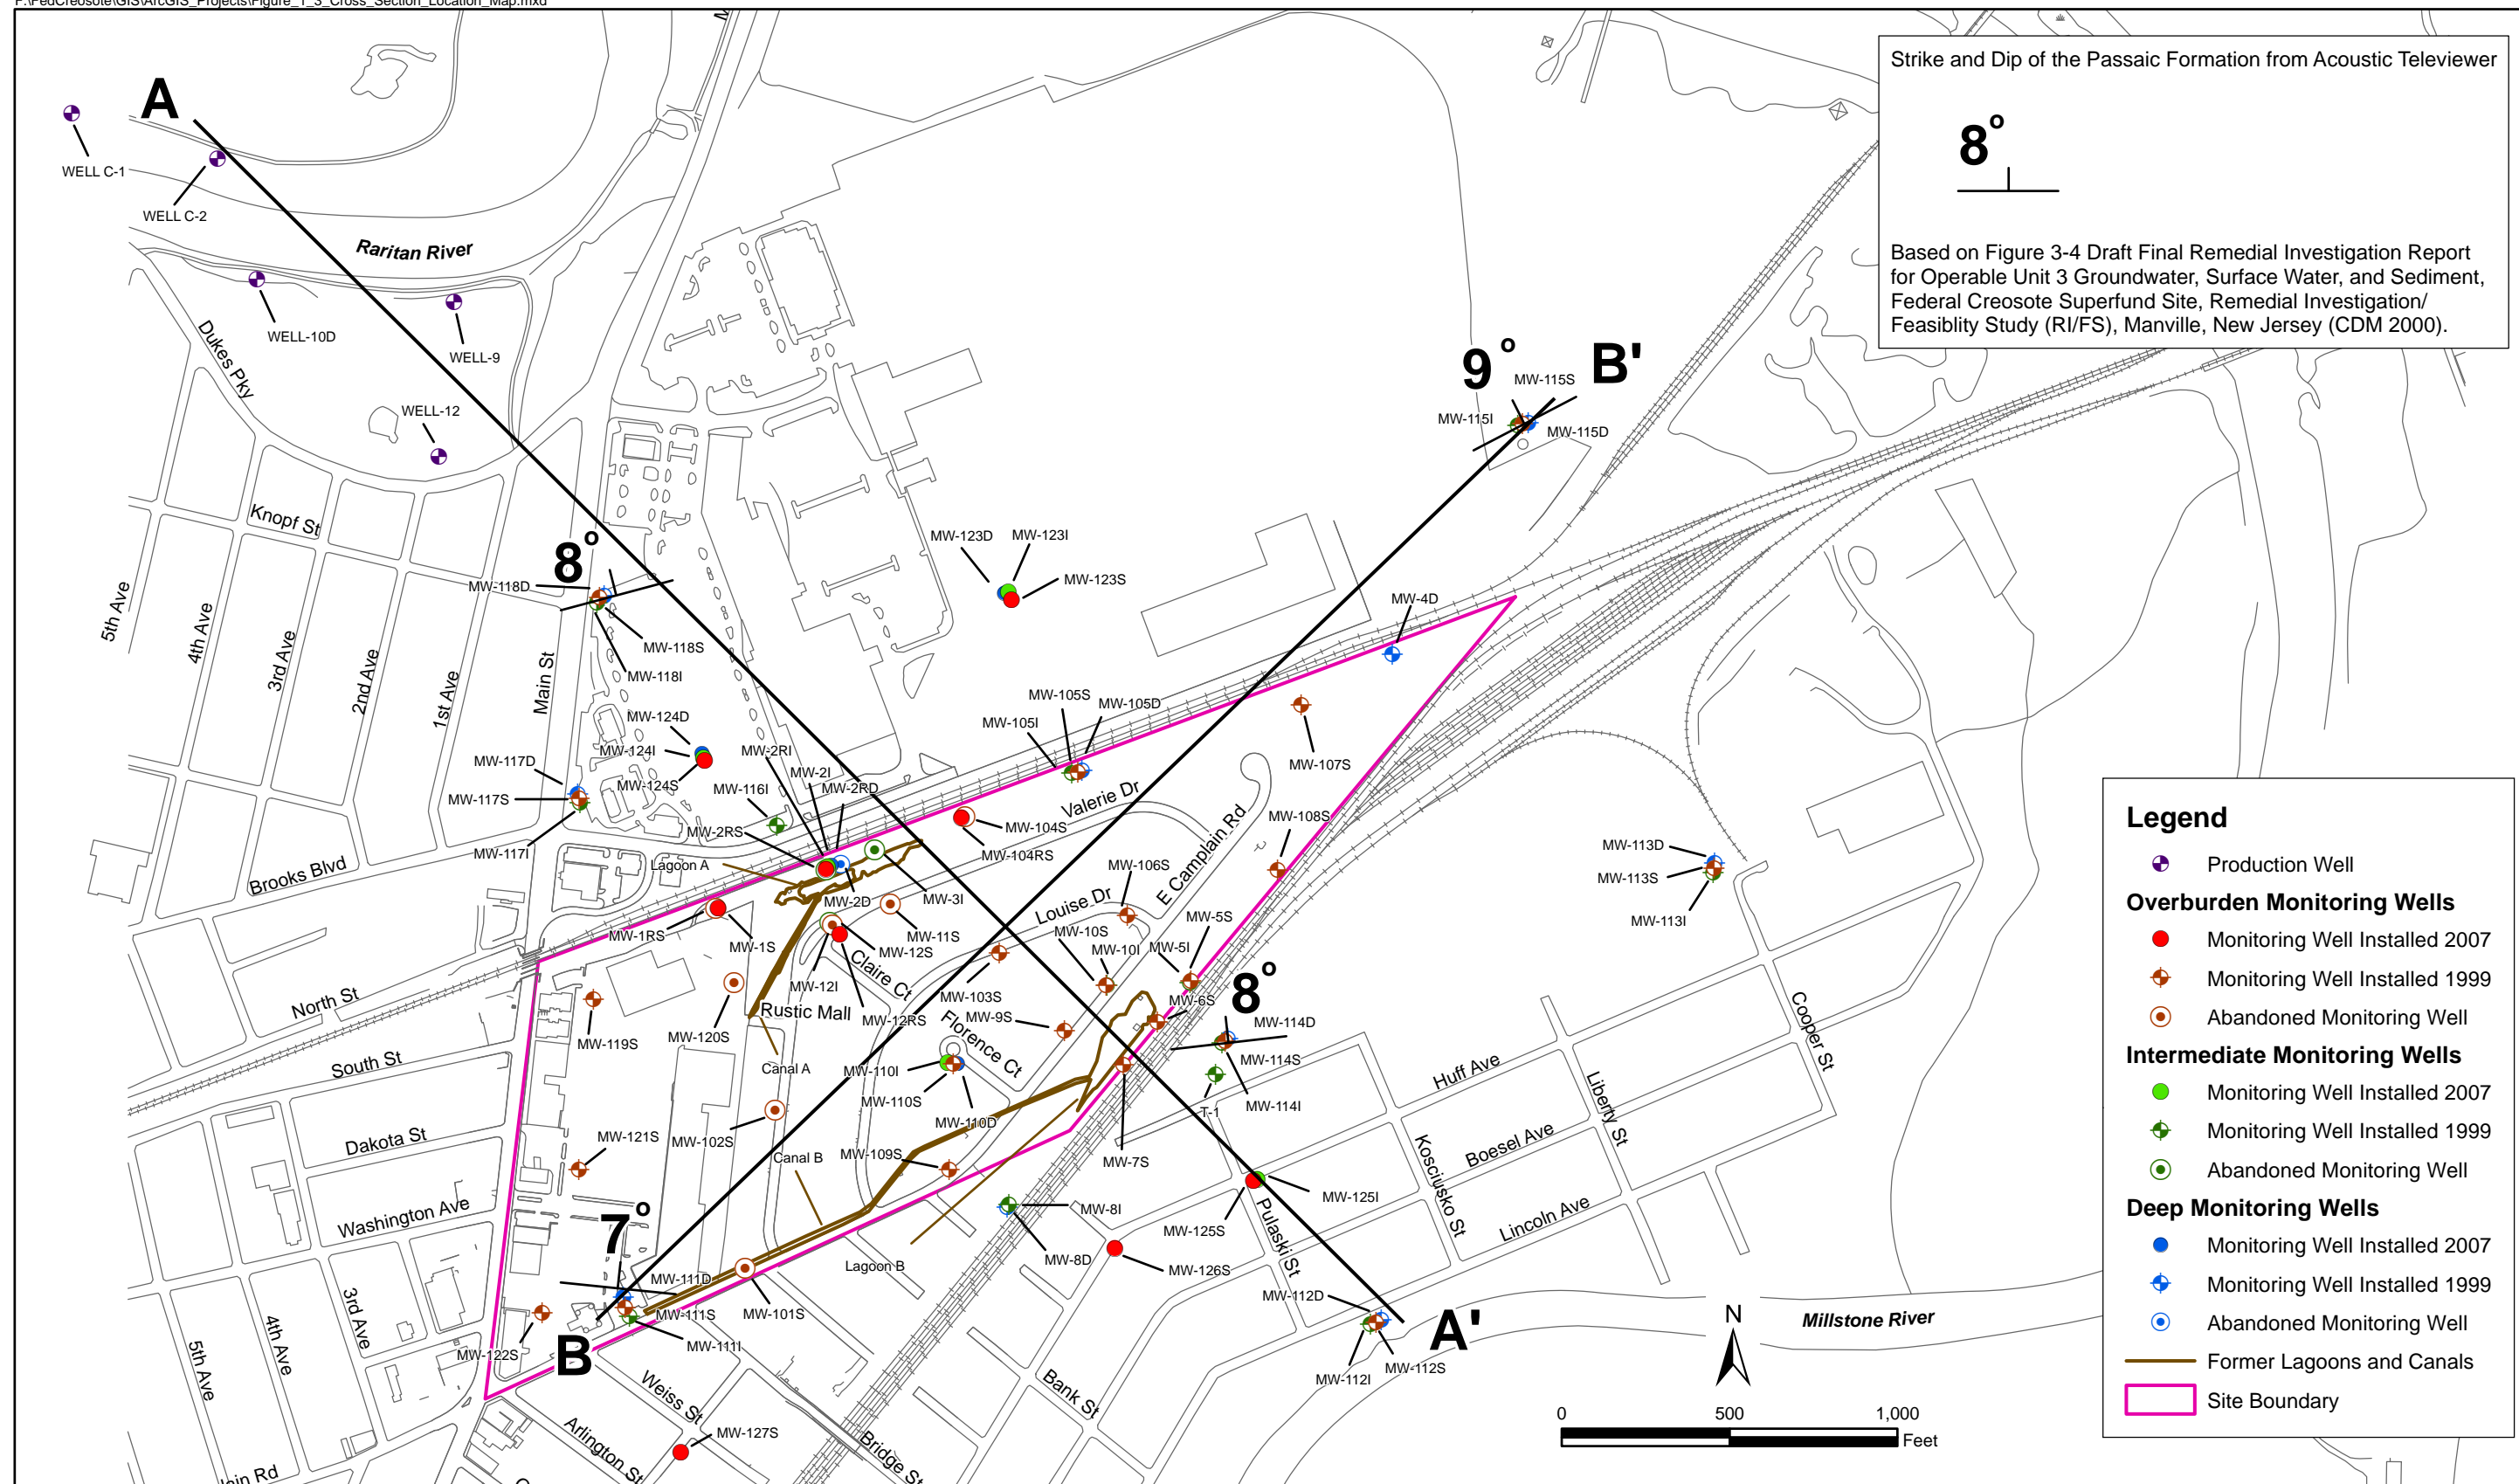 F:\FedCreosote\GIS\ArcGIS_Projects\Figure_1_3_Cross_Section_Location_Map.mxd
Strike and Dip of the Passaic Formation from Acoustic Televiewer
8°
Based on Figure 3-4 Draft Final Remedial Investigation Report
for Operable Unit 3 Groundwater, Surface Water, and Sediment,
Federal Creosote Superfund Site, Remedial Investigation/
Feasiblity Study (RI/FS), Manville, New Jersey (CDM 2000).
A
WELL C-1
WELL C-2
Raritan River
WELL-10D
WELL-9
Dukes Pky
WELL-12
9°
B'
MW-115S
MW-115I
MW-115D
Knopf St
8°
MW-118D
MW-118S
MW-118I
MW-123D
MW-123I
MW-123S
MW-4D
5th Ave
4th Ave
3rd Ave
2nd Ave
1st Ave
Main St
MW-124D
MW-124I
MW-124S
MW-2RI
MW-2I
MW-2RD
MW-105S
MW-105D
MW-105I
MW-107S
MW-117D
MW-117S
MW-117I
MW-116I
MW-2RS
Valerie Dr
MW-104S
MW-104RS
MW-108S
Brooks Blvd
Lagoon A
MW-106S
E Camplain Rd
MW-113D
MW-113S
MW-113I
MW-2D
MW-3I
Louise Dr
MW-1RS
MW-1S
MW-11S
MW-12S
MW-10S
MW-10I
MW-5I
MW-5S
Claire Ct
MW-12I
MW-103S
MW-6S
8°
North St
Rustic Mall
MW-12RS
MW-9S
Florence Ct
MW-114D
MW-114S
MW-114I
Cooper St
MW-119S
MW-120S
South St
Canal A
MW-110I
MW-110S
MW-110D
T-1
Huff Ave
Liberty St
Dakota St
MW-121S
MW-102S
Canal B
MW-109S
MW-7S
Kosciusko St
Boesel Ave
Washington Ave
MW-8I
MW-125I
MW-125S
Lincoln Ave
7°
MW-8D
MW-126S
Pulaski St
Lagoon B
MW-111D
MW-111S
MW-101S
MW-112D
3rd Ave
4th Ave
5th Ave
MW-122S
B
MW-111I
A'
MW-112I
MW-112S
Millstone River
N
Weiss St
Bank St
Arlington St
MW-127S
Bridge St
0 500 1,000
Feet
Legend
Production Well
Overburden Monitoring Wells
Monitoring Well Installed 2007
Monitoring Well Installed 1999
Abandoned Monitoring Well
Intermediate Monitoring Wells
Monitoring Well Installed 2007
Monitoring Well Installed 1999
Abandoned Monitoring Well
Deep Monitoring Wells
Monitoring Well Installed 2007
Monitoring Well Installed 1999
Abandoned Monitoring Well
Former Lagoons and Canals
Site Boundary